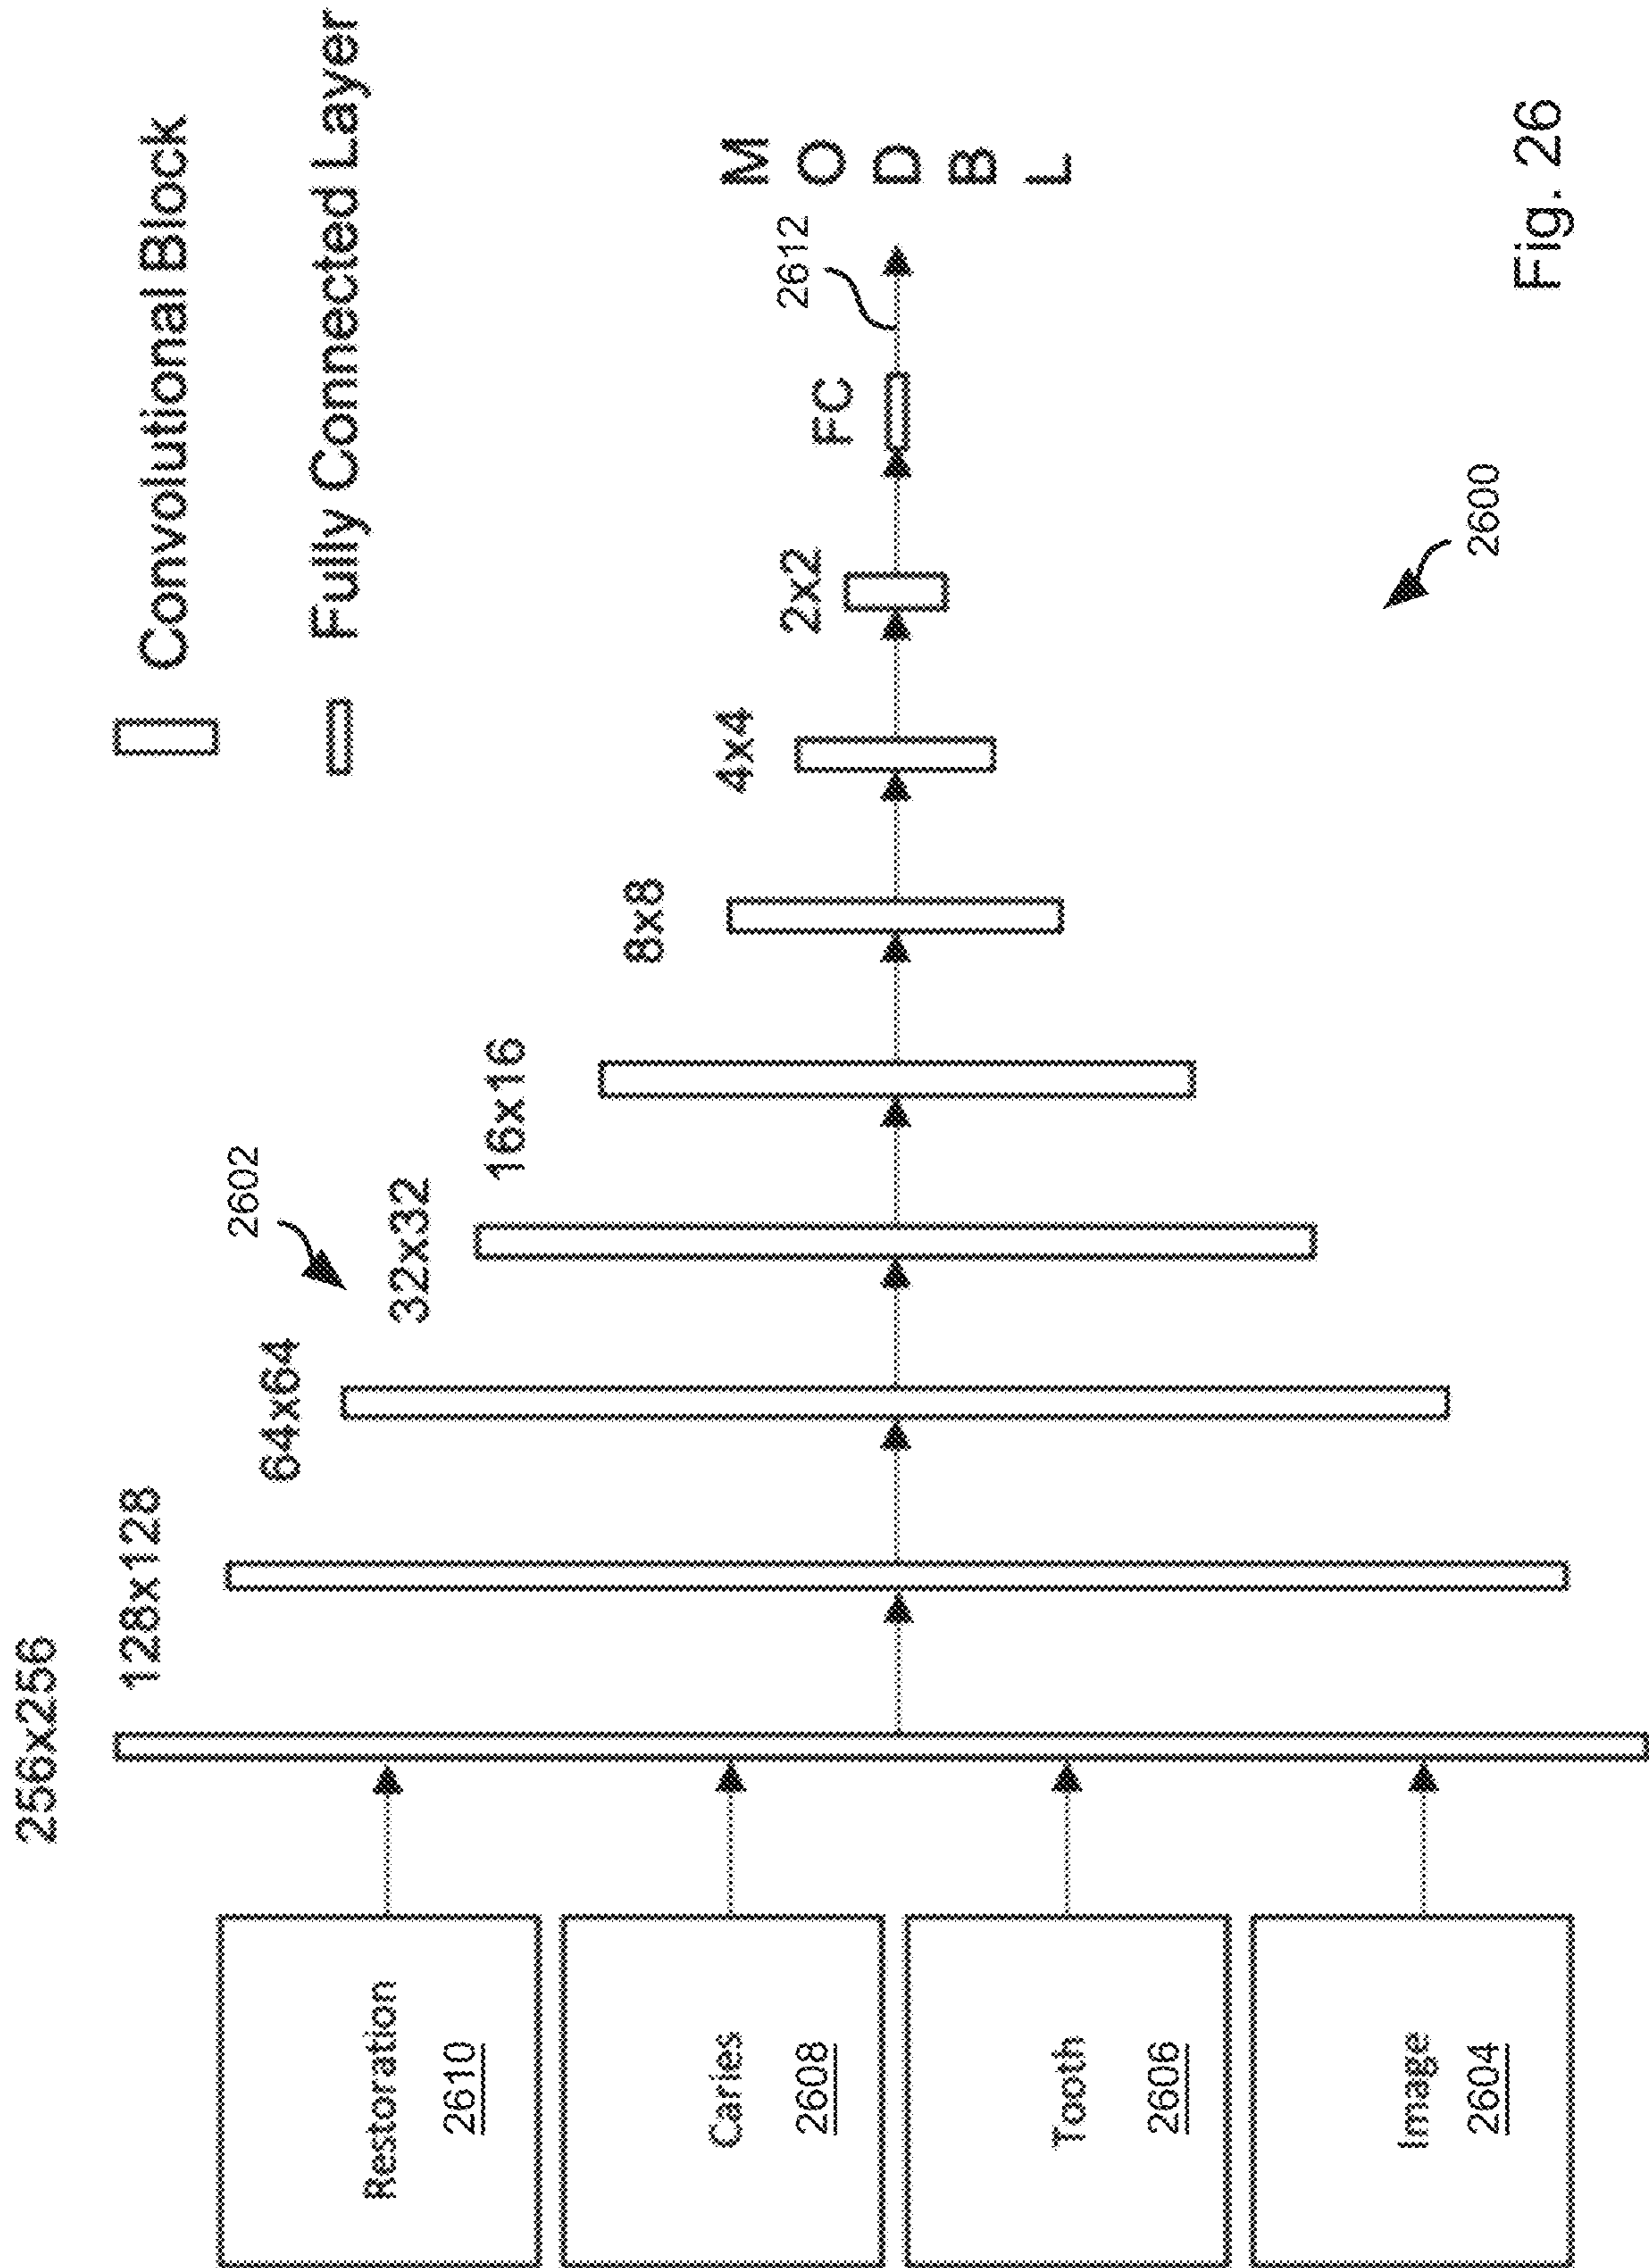 Convolutional Block
Fully Connected Layer
256x256
128x128
64x64
2602
32x32
16x16
8x8
4x4
2x2
FC
2612
M
O
D
B
L
Restoration
2610
Caries
2608
Tooth
2606
Image
2604
2600
Fig. 26